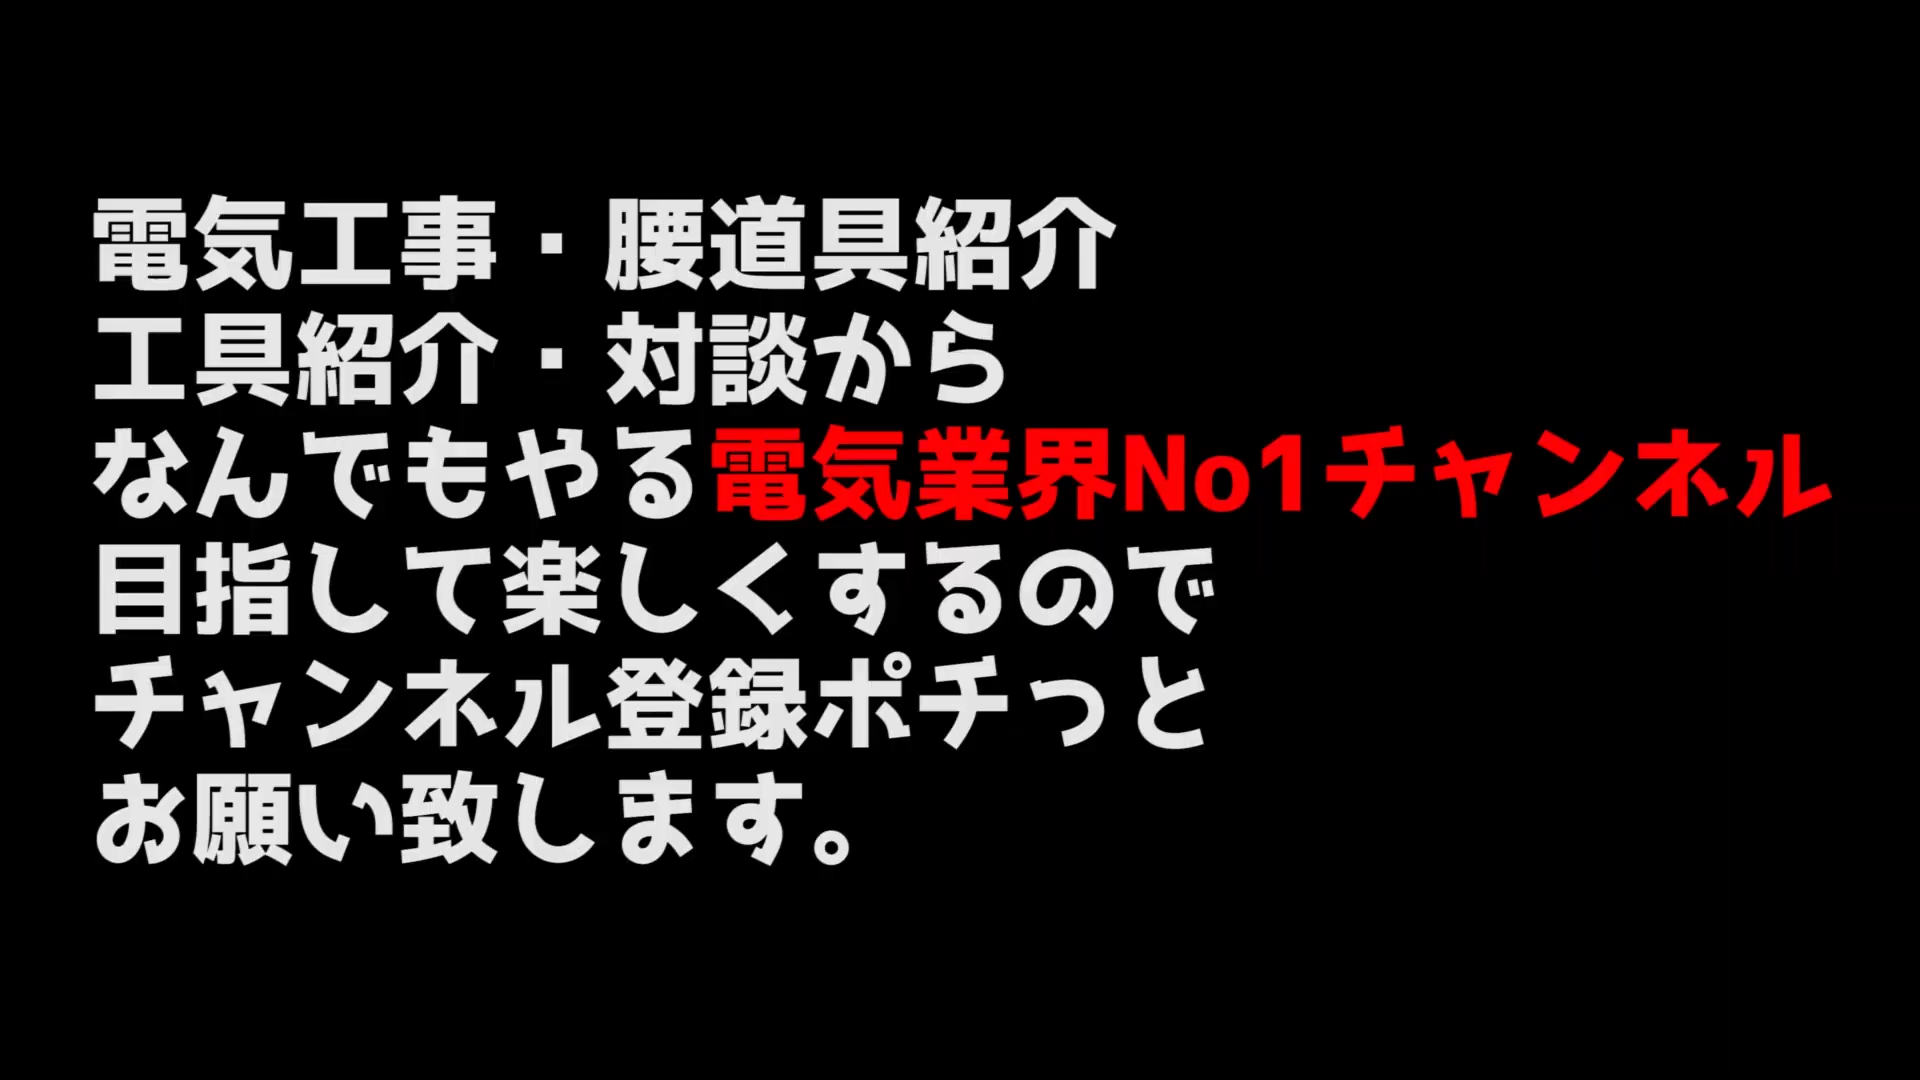 電気工事・腰道具紹介
工具紹介・対談から
なんでもやる電気業界No1チャンネル
目指して楽しくするので
チャンネル登録ポチっと
お願い致します。